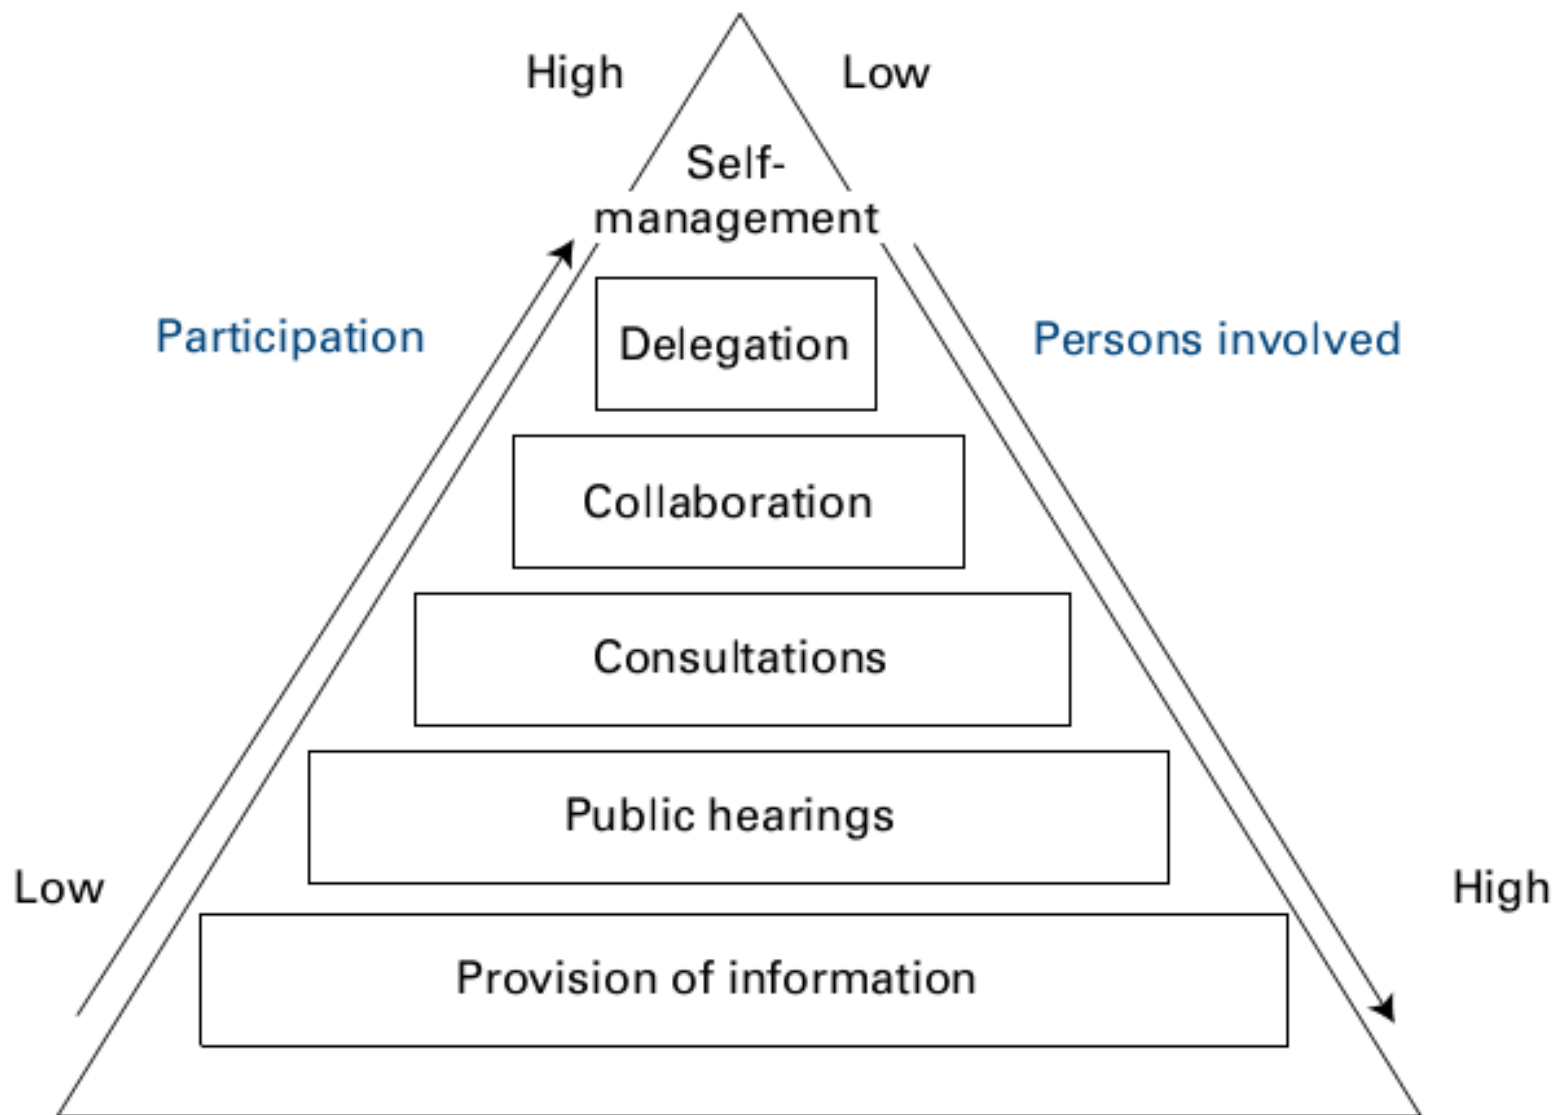 High
Low
Self-
management
Participation
Persons involved
Delegation
Collaboration
Consultations
Public hearings
Low
High
Provision of information